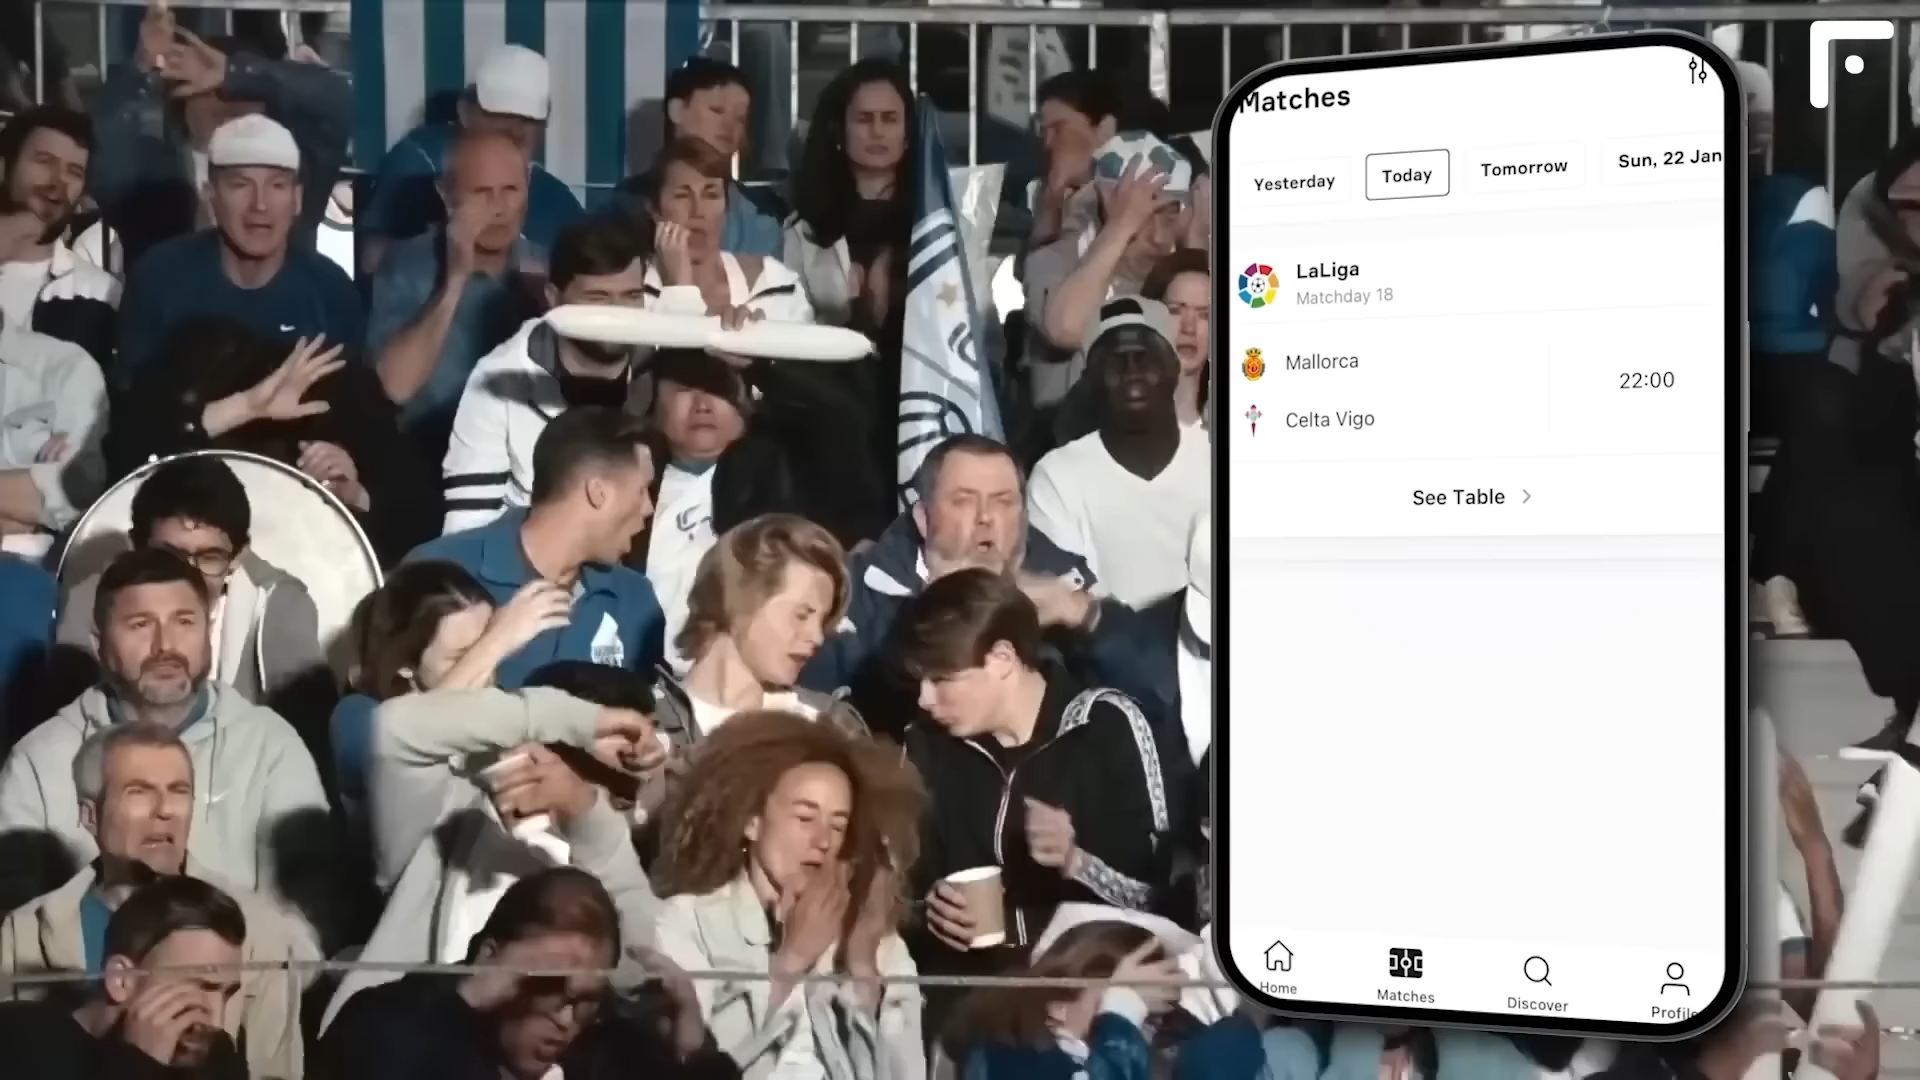 Matches
Yesterday
Today
Tomorrow
Sun, 22 Jan
LaLiga
Matchday 18
Mallorca
22:00
Celta Vigo
See Table
Home
Matches
Discover
Profile